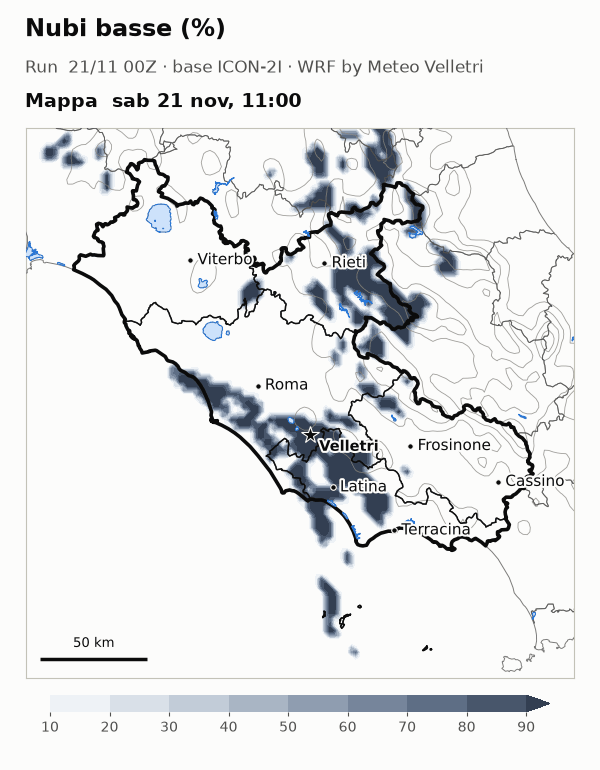 Nubi basse (%)
Run  21/11 00Z · base ICON-2I · WRF by Meteo Velletri
Mappa  sab 21 nov, 11:00
Viterbo
Rieti
Roma
Velletri
Frosinone
Latina
Cassino
Terracina
50 km
10 20 30 40 50 60 70 80 90